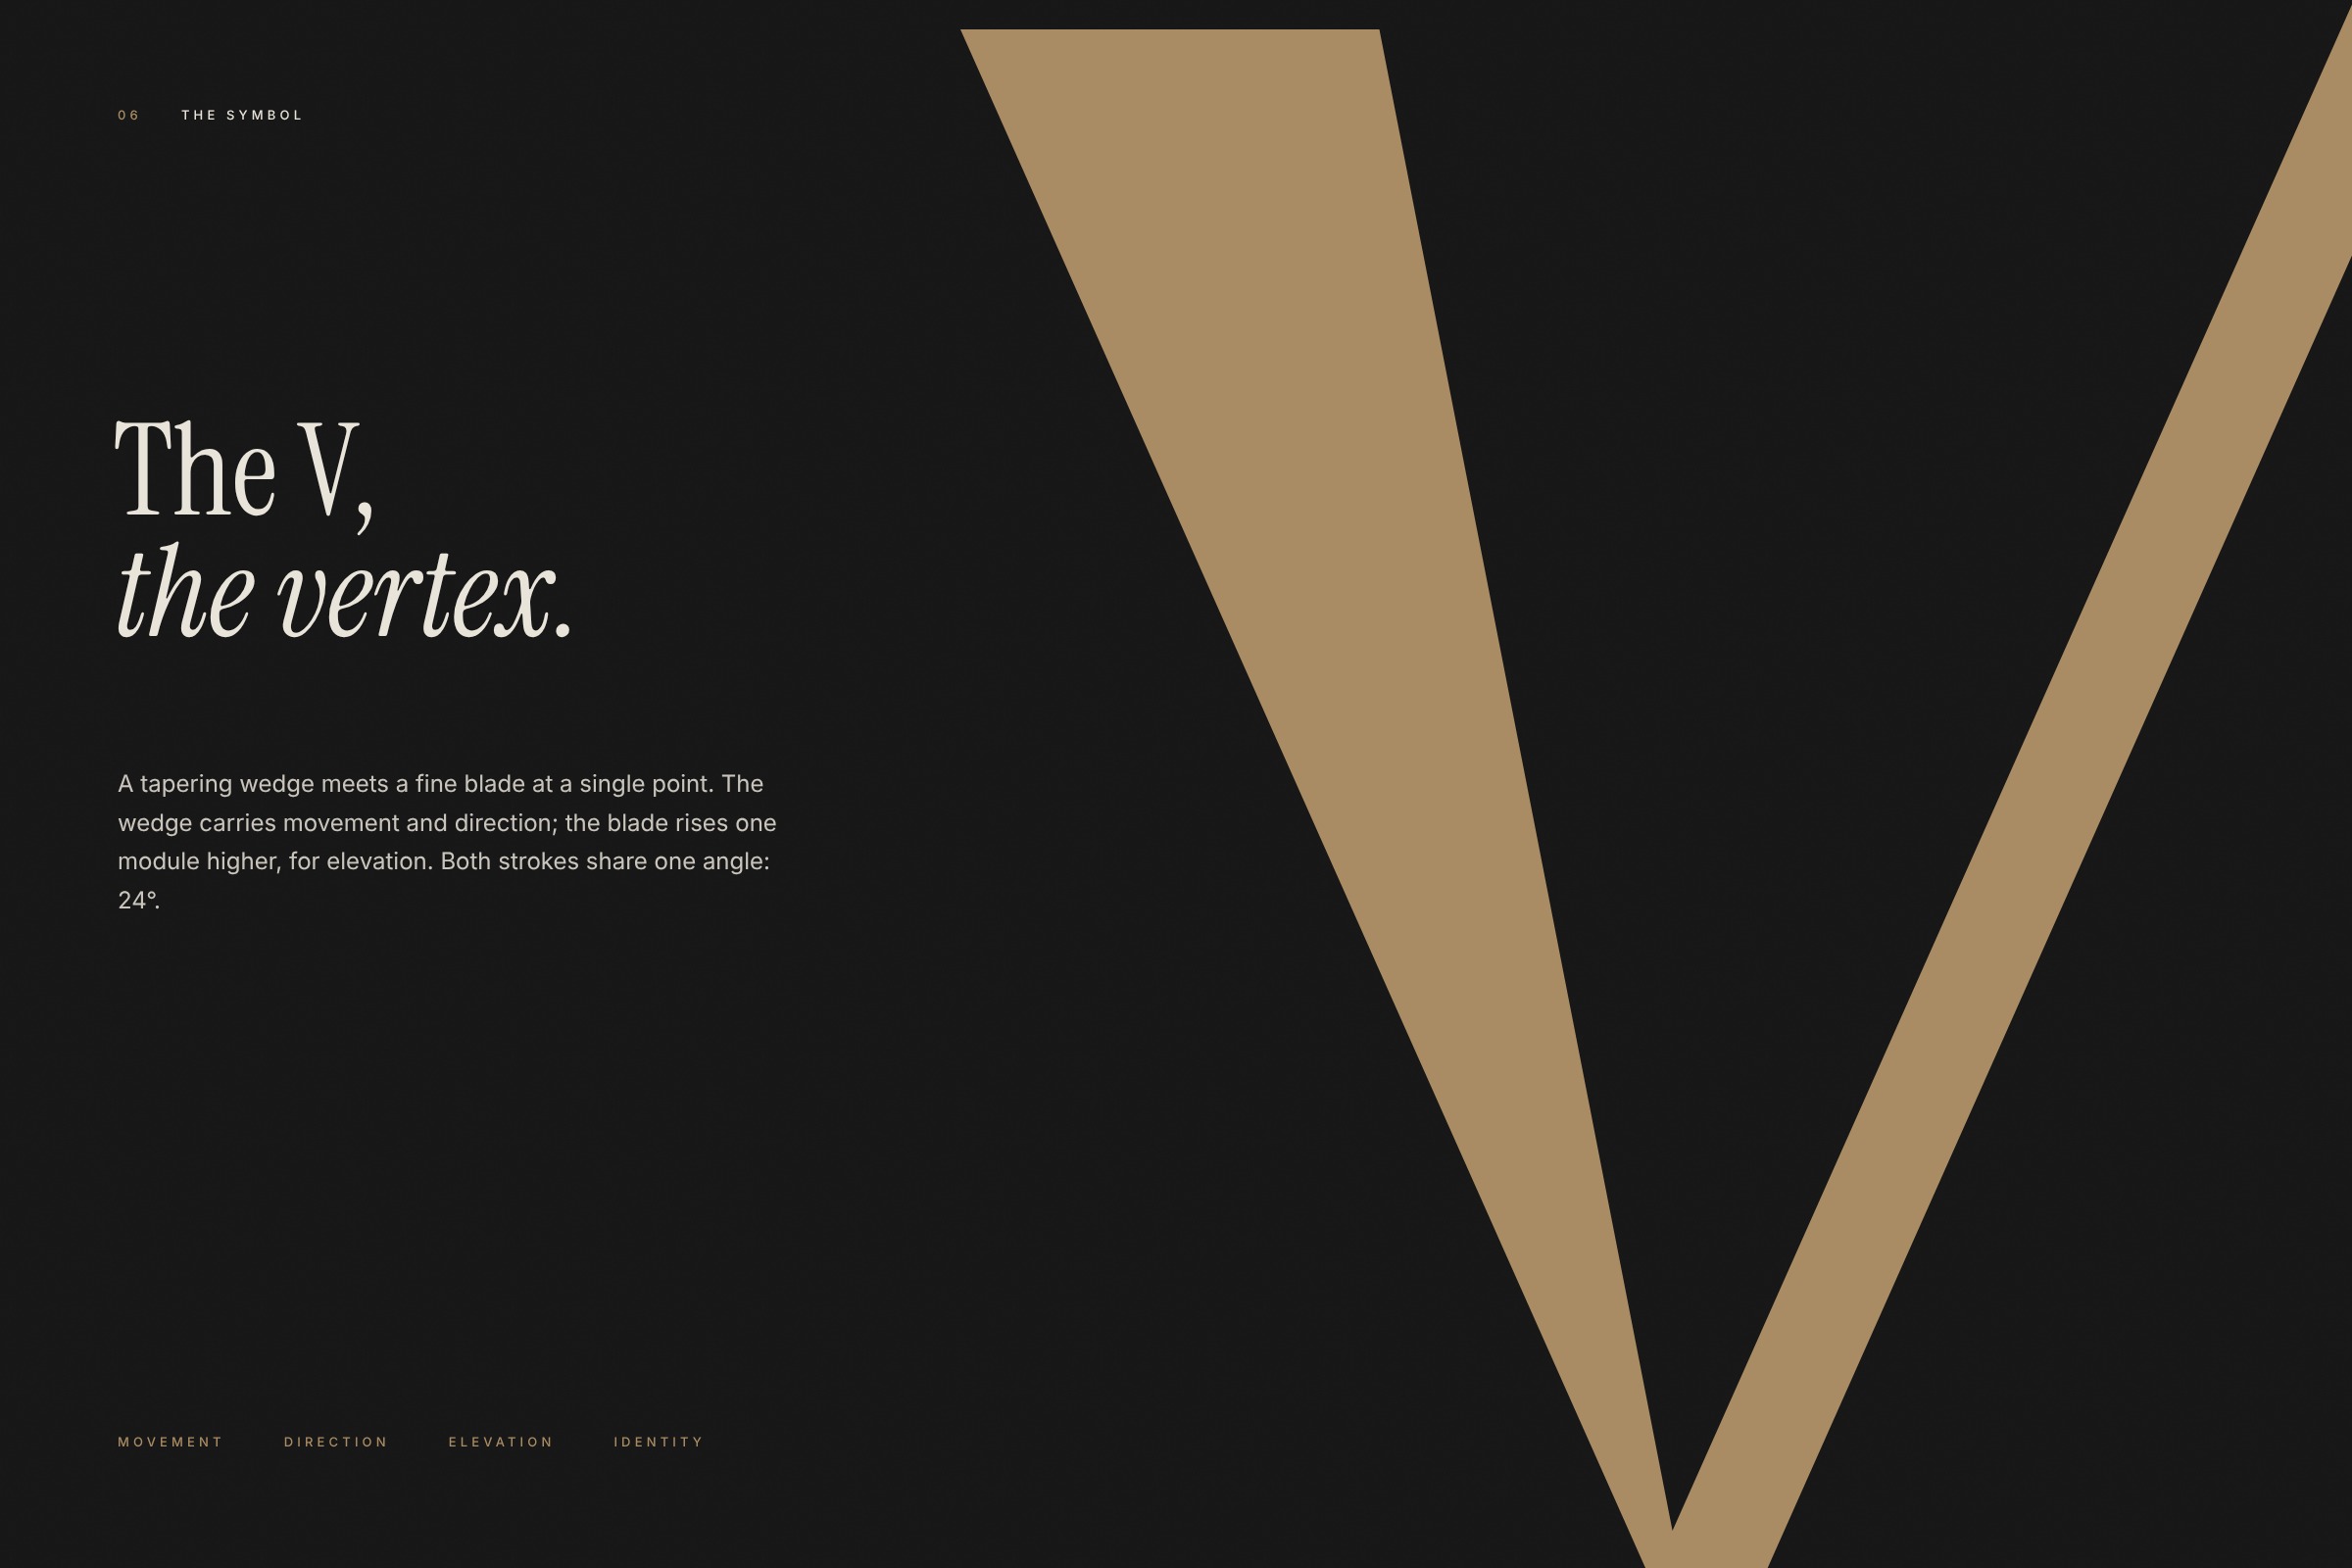 06 THE SYMBOL
The V,
the vertex.
A tapering wedge meets a fine blade at a single point. The
wedge carries movement and direction; the blade rises one
module higher, for elevation. Both strokes share one angle:
24°.
MOVEMENT DIRECTION ELEVATION IDENTITY